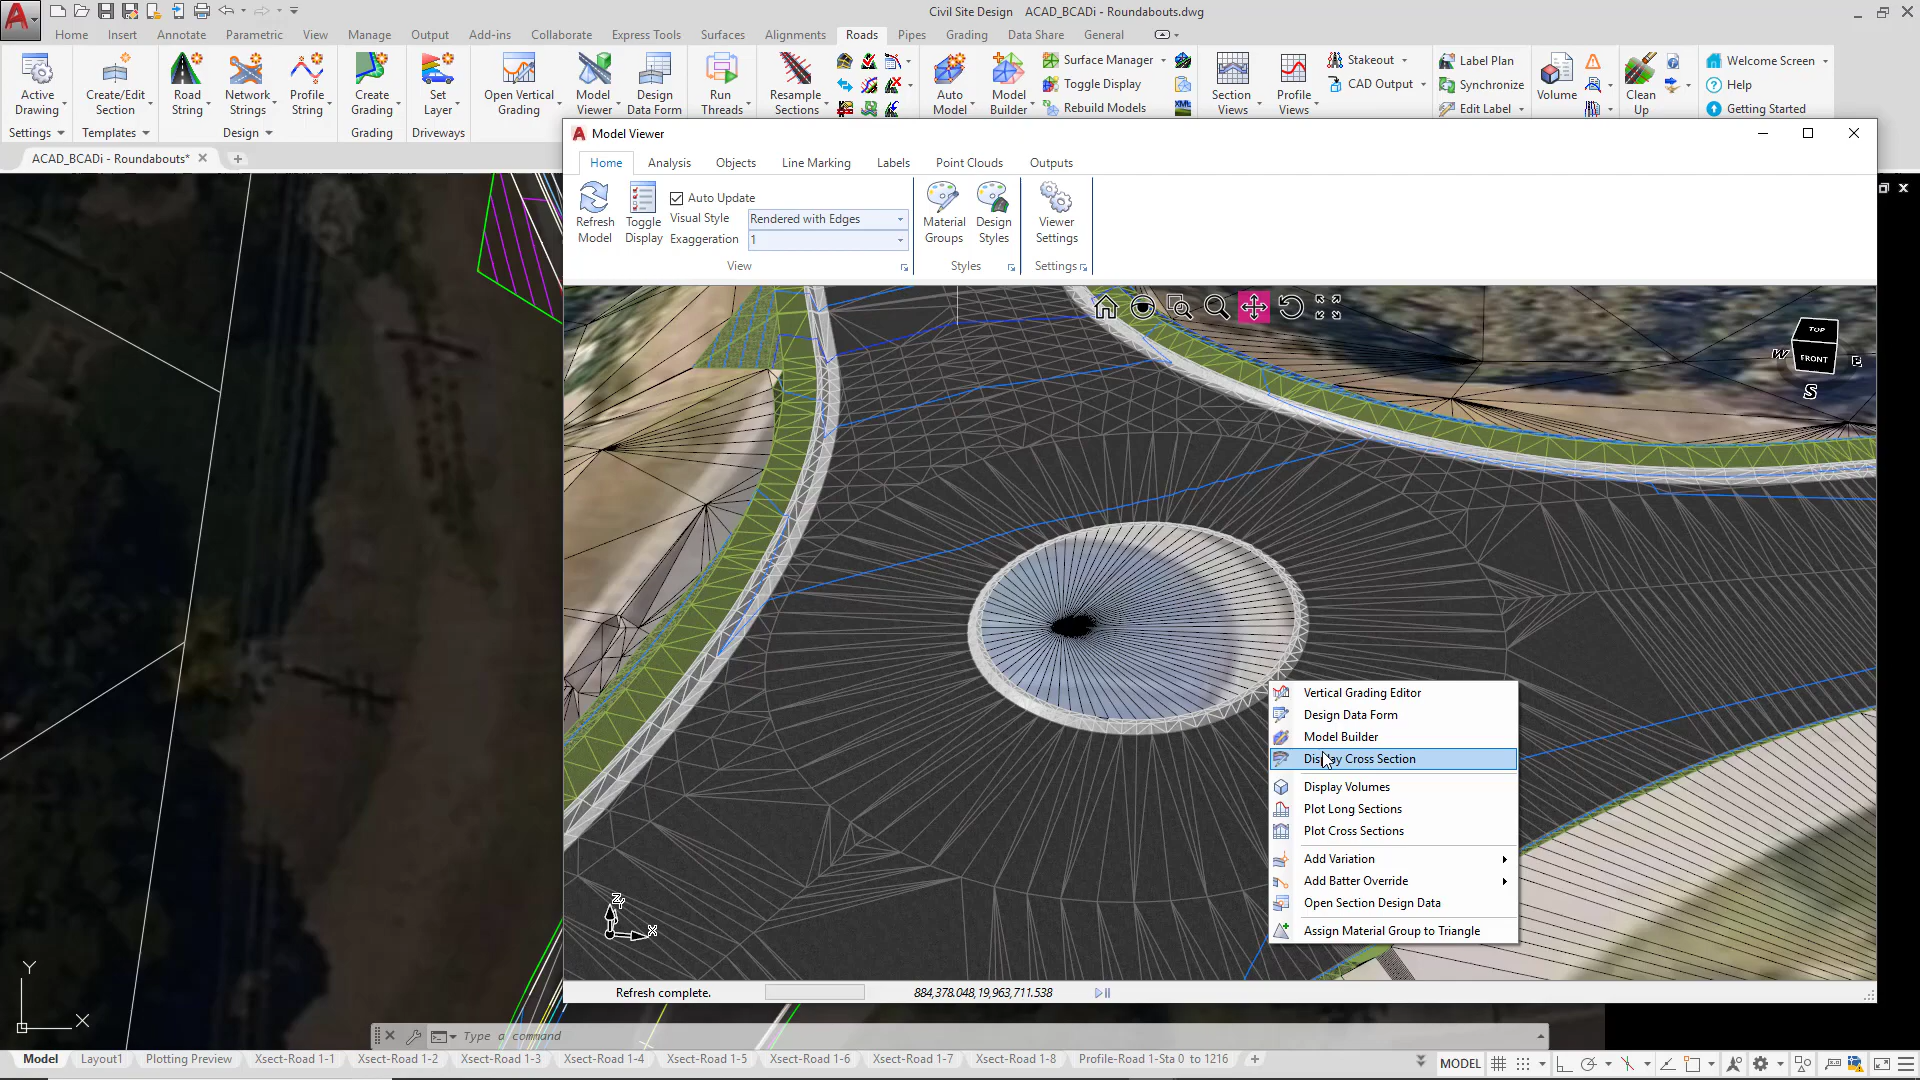 Civil Site Design ACAD_BCADi - Roundabouts.dwg
Home Insert Annotate Parametric View Manage Output Add-ins Collaborate Express Tools Surfaces Alignments Roads Pipes Grading Data Share General
Active Drawing
Create/Edit Section
Road String
Network Strings
Profile String
Create Grading
Set Layer
Open Vertical Grading
Model Viewer
Design Data Form
Run Threads
Resample Sections
Auto Model
Model Builder
Surface Manager
Toggle Display
Rebuild Models
Section Views
Profile Views
Stakeout
CAD Output
Label Plan
Synchronize
Edit Label
Volume
Clean Up
Welcome Screen
Help
Getting Started
Settings Templates Design Grading Driveways
ACAD_BCADi - Roundabouts*
Model Viewer
Home Analysis Objects Line Marking Labels Point Clouds Outputs
Refresh Model
Toggle Display
Auto Update
Visual Style Rendered with Edges
Exaggeration 1
Material Groups
Design Styles
Viewer Settings
View Styles Settings
TOP
FRONT
W
E
S
Vertical Grading Editor
Design Data Form
Model Builder
Display Cross Section
Display Volumes
Plot Long Sections
Plot Cross Sections
Add Variation
Add Batter Override
Open Section Design Data
Assign Material Group to Triangle
Z
Y
X
Refresh complete. 884,378.048,19,963,711.538
Y
X
Type a command
Model Layout1 Plotting Preview Xsect-Road 1-1 Xsect-Road 1-2 Xsect-Road 1-3 Xsect-Road 1-4 Xsect-Road 1-5 Xsect-Road 1-6 Xsect-Road 1-7 Xsect-Road 1-8 Profile-Road 1-Sta 0 to 1216 MODEL